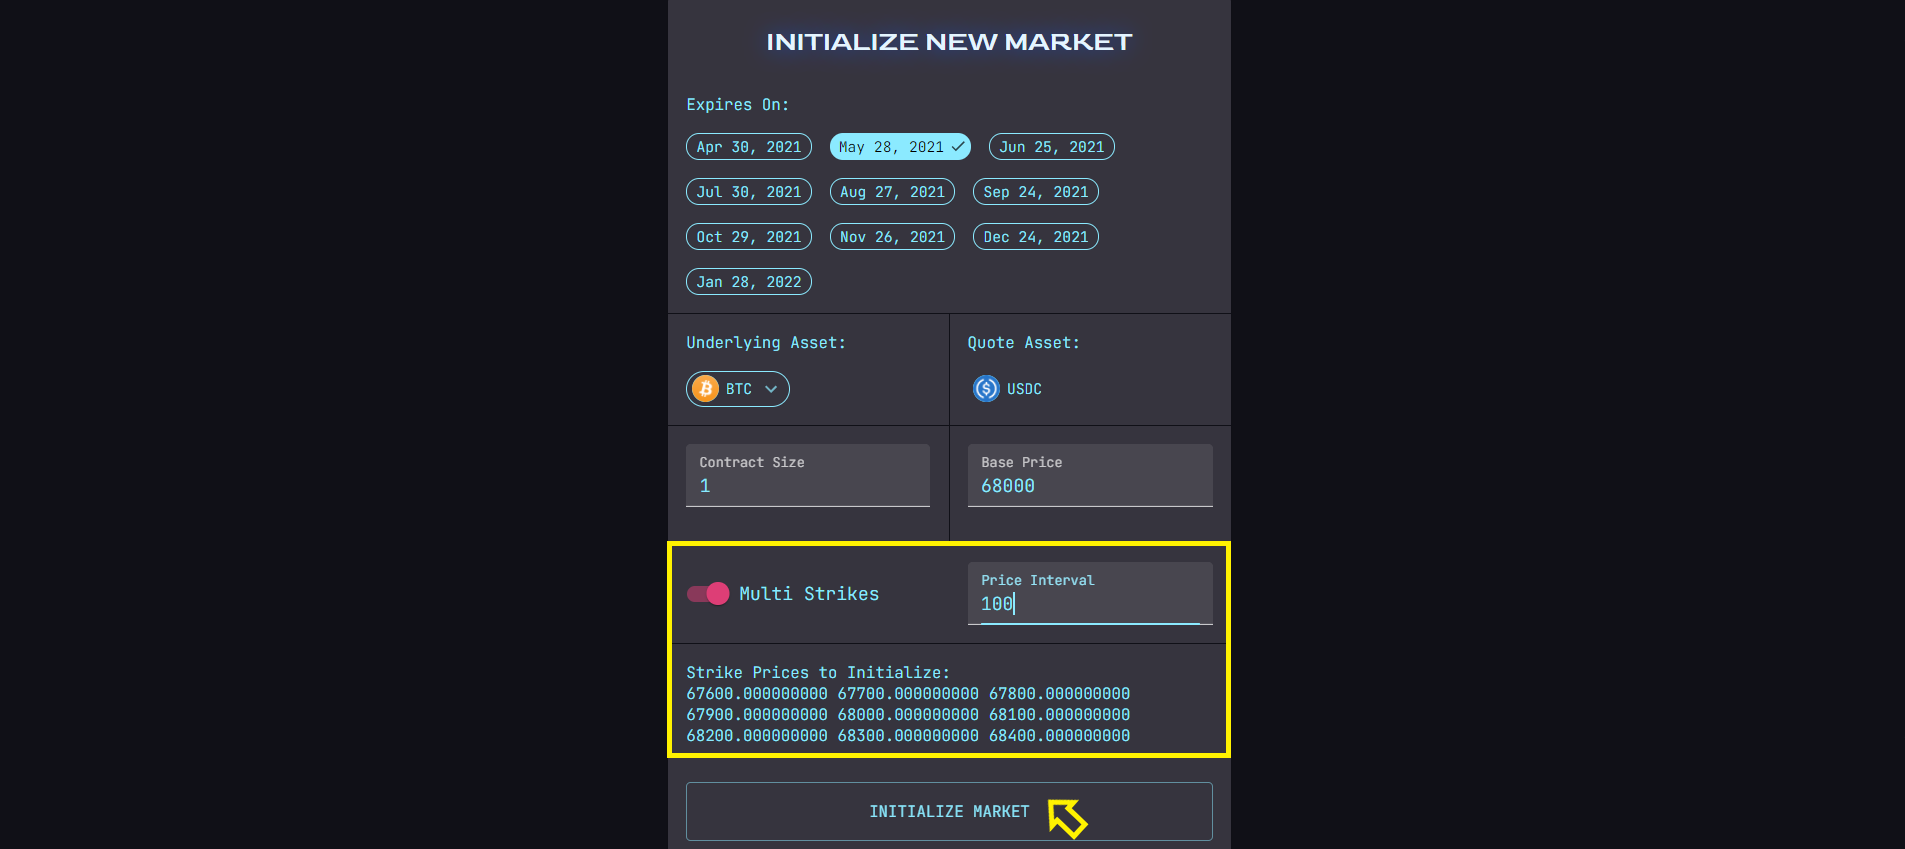 INITIALIZE NEW MARKET
Expires On:
Apr 30, 2021 May 28, 2021 Jun 25, 2021
Jul 30, 2021 Aug 27, 2021 Sep 24, 2021
Oct 29, 2021 Nov 26, 2021 Dec 24, 2021
Jan 28, 2022
Underlying Asset: Quote Asset:
BTC USDC
Contract Size Base Price
1 68000
Multi Strikes Price Interval
100
Strike Prices to Initialize:
67600.000000000 67700.000000000 67800.000000000
67900.000000000 68000.000000000 68100.000000000
68200.000000000 68300.000000000 68400.000000000
INITIALIZE MARKET